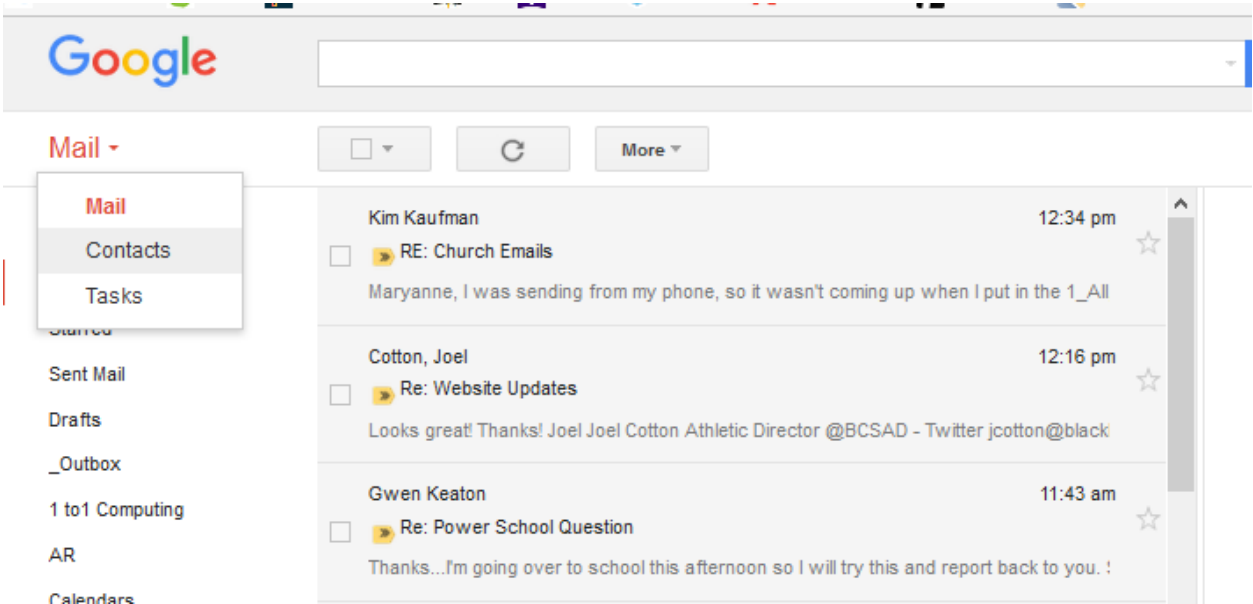 Google
Mail
More
Mail
Contacts
Tasks
Starred
Sent Mail
Drafts
_Outbox
1 to1 Computing
AR
Calendars
Kim Kaufman 12:34 pm
RE: Church Emails
Maryanne, I was sending from my phone, so it wasn't coming up when I put in the 1_All
Cotton, Joel 12:16 pm
Re: Website Updates
Looks great! Thanks! Joel Joel Cotton Athletic Director @BCSAD - Twitter jcotton@black
Gwen Keaton 11:43 am
Re: Power School Question
Thanks...I'm going over to school this afternoon so I will try this and report back to you.